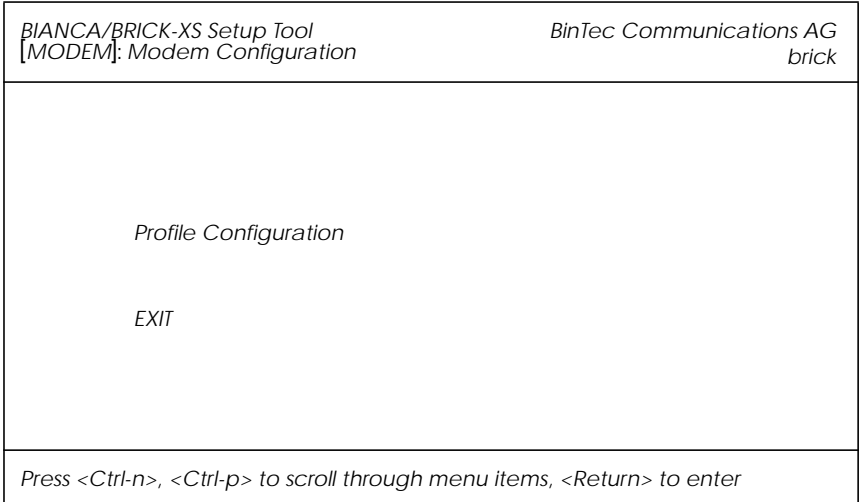 BIANCA/BRICK-XS Setup Tool BinTec Communications AG
[MODEM]: Modem Configuration brick
Profile Configuration
EXIT
Press <Ctrl-n>, <Ctrl-p> to scroll through menu items, <Return> to enter